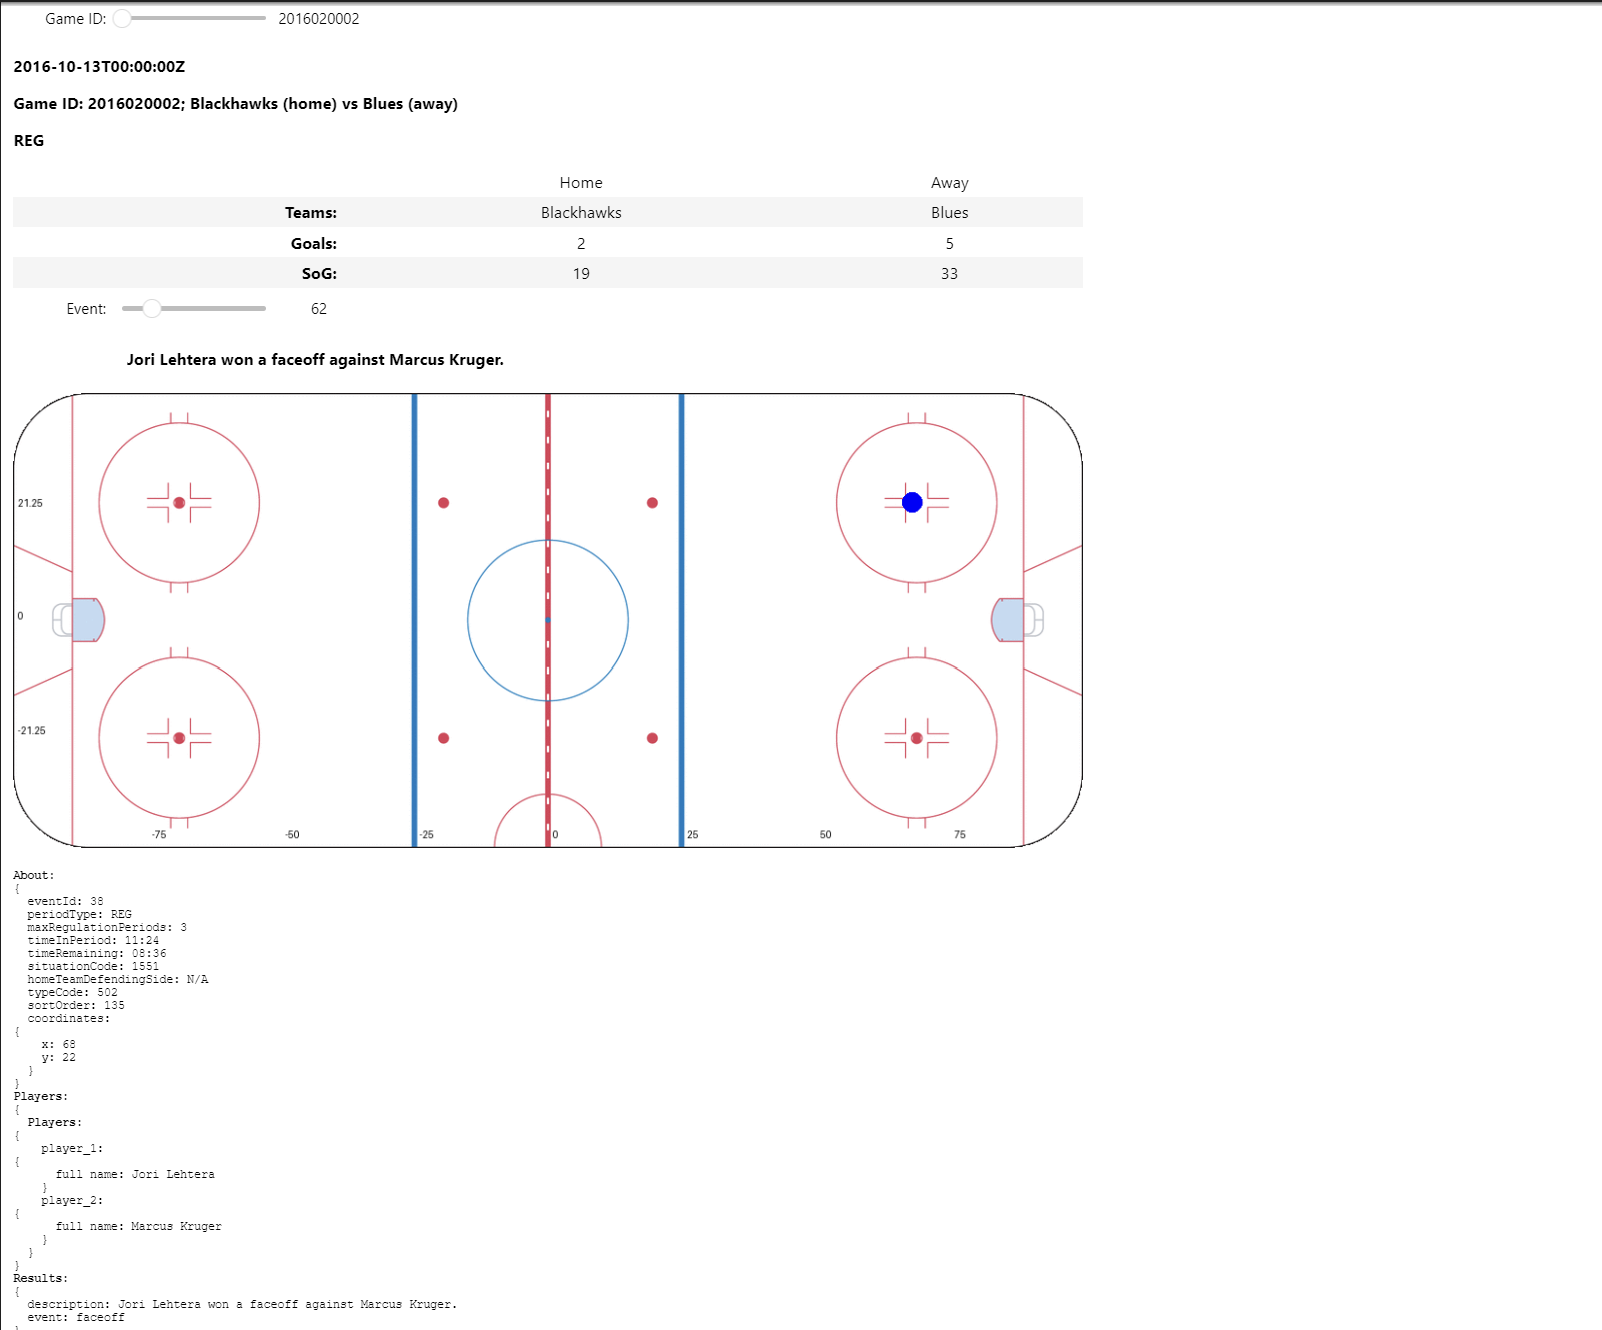 Game ID: 2016020002
2016-10-13T00:00:00Z
Game ID: 2016020002; Blackhawks (home) vs Blues (away)
REG
Home Away
Teams: Blackhawks Blues
Goals: 2 5
SoG: 19 33
Event: 62
Jori Lehtera won a faceoff against Marcus Kruger.
21.25
0
-21.25
-75 -50 -25 0 25 50 75
About:
{
eventId: 38
periodType: REG
maxRegulationPeriods: 3
timeInPeriod: 11:24
timeRemaining: 08:36
situationCode: 1551
homeTeamDefendingSide: N/A
typeCode: 502
sortOrder: 135
coordinates:
{
x: 68
y: 22
}
}
Players:
{
Players:
{
player_1:
{
full name: Jori Lehtera
}
player_2:
{
full name: Marcus Kruger
}
}
}
Results:
{
description: Jori Lehtera won a faceoff against Marcus Kruger.
event: faceoff
}